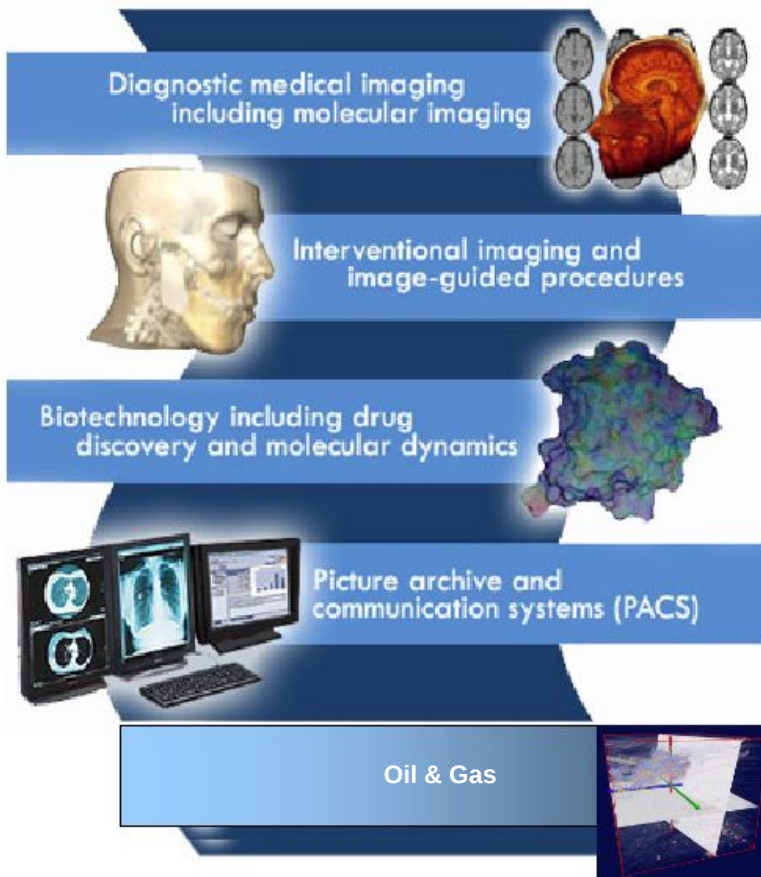 Diagnostic medical imaging
including molecular imaging
Interventional imaging and
image-guided procedures
Biotechnology including drug
discovery and molecular dynamics
Picture archive and
communication systems (PACS)
Oil & Gas